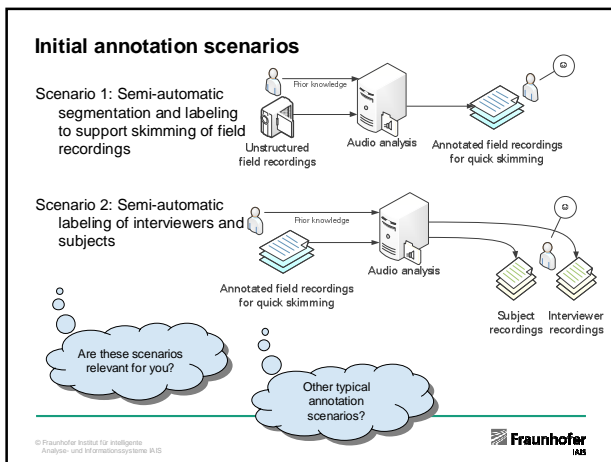 Initial annotation scenarios
Scenario 1: Semi-automatic
segmentation and labeling
to support skimming of field
recordings
Prior knowledge
Unstructured
field recordings
Audio analysis
Annotated field recordings
for quick skimming
Scenario 2: Semi-automatic
labeling of interviewers and
subjects
Prior knowledge
Annotated field recordings
for quick skimming
Audio analysis
Subject
recordings
Interviewer
recordings
Are these scenarios
relevant for you?
Other typical
annotation
scenarios?
© Fraunhofer Institut für Intelligente
Analyse- und Informationssysteme IAIS
Fraunhofer
IAIS